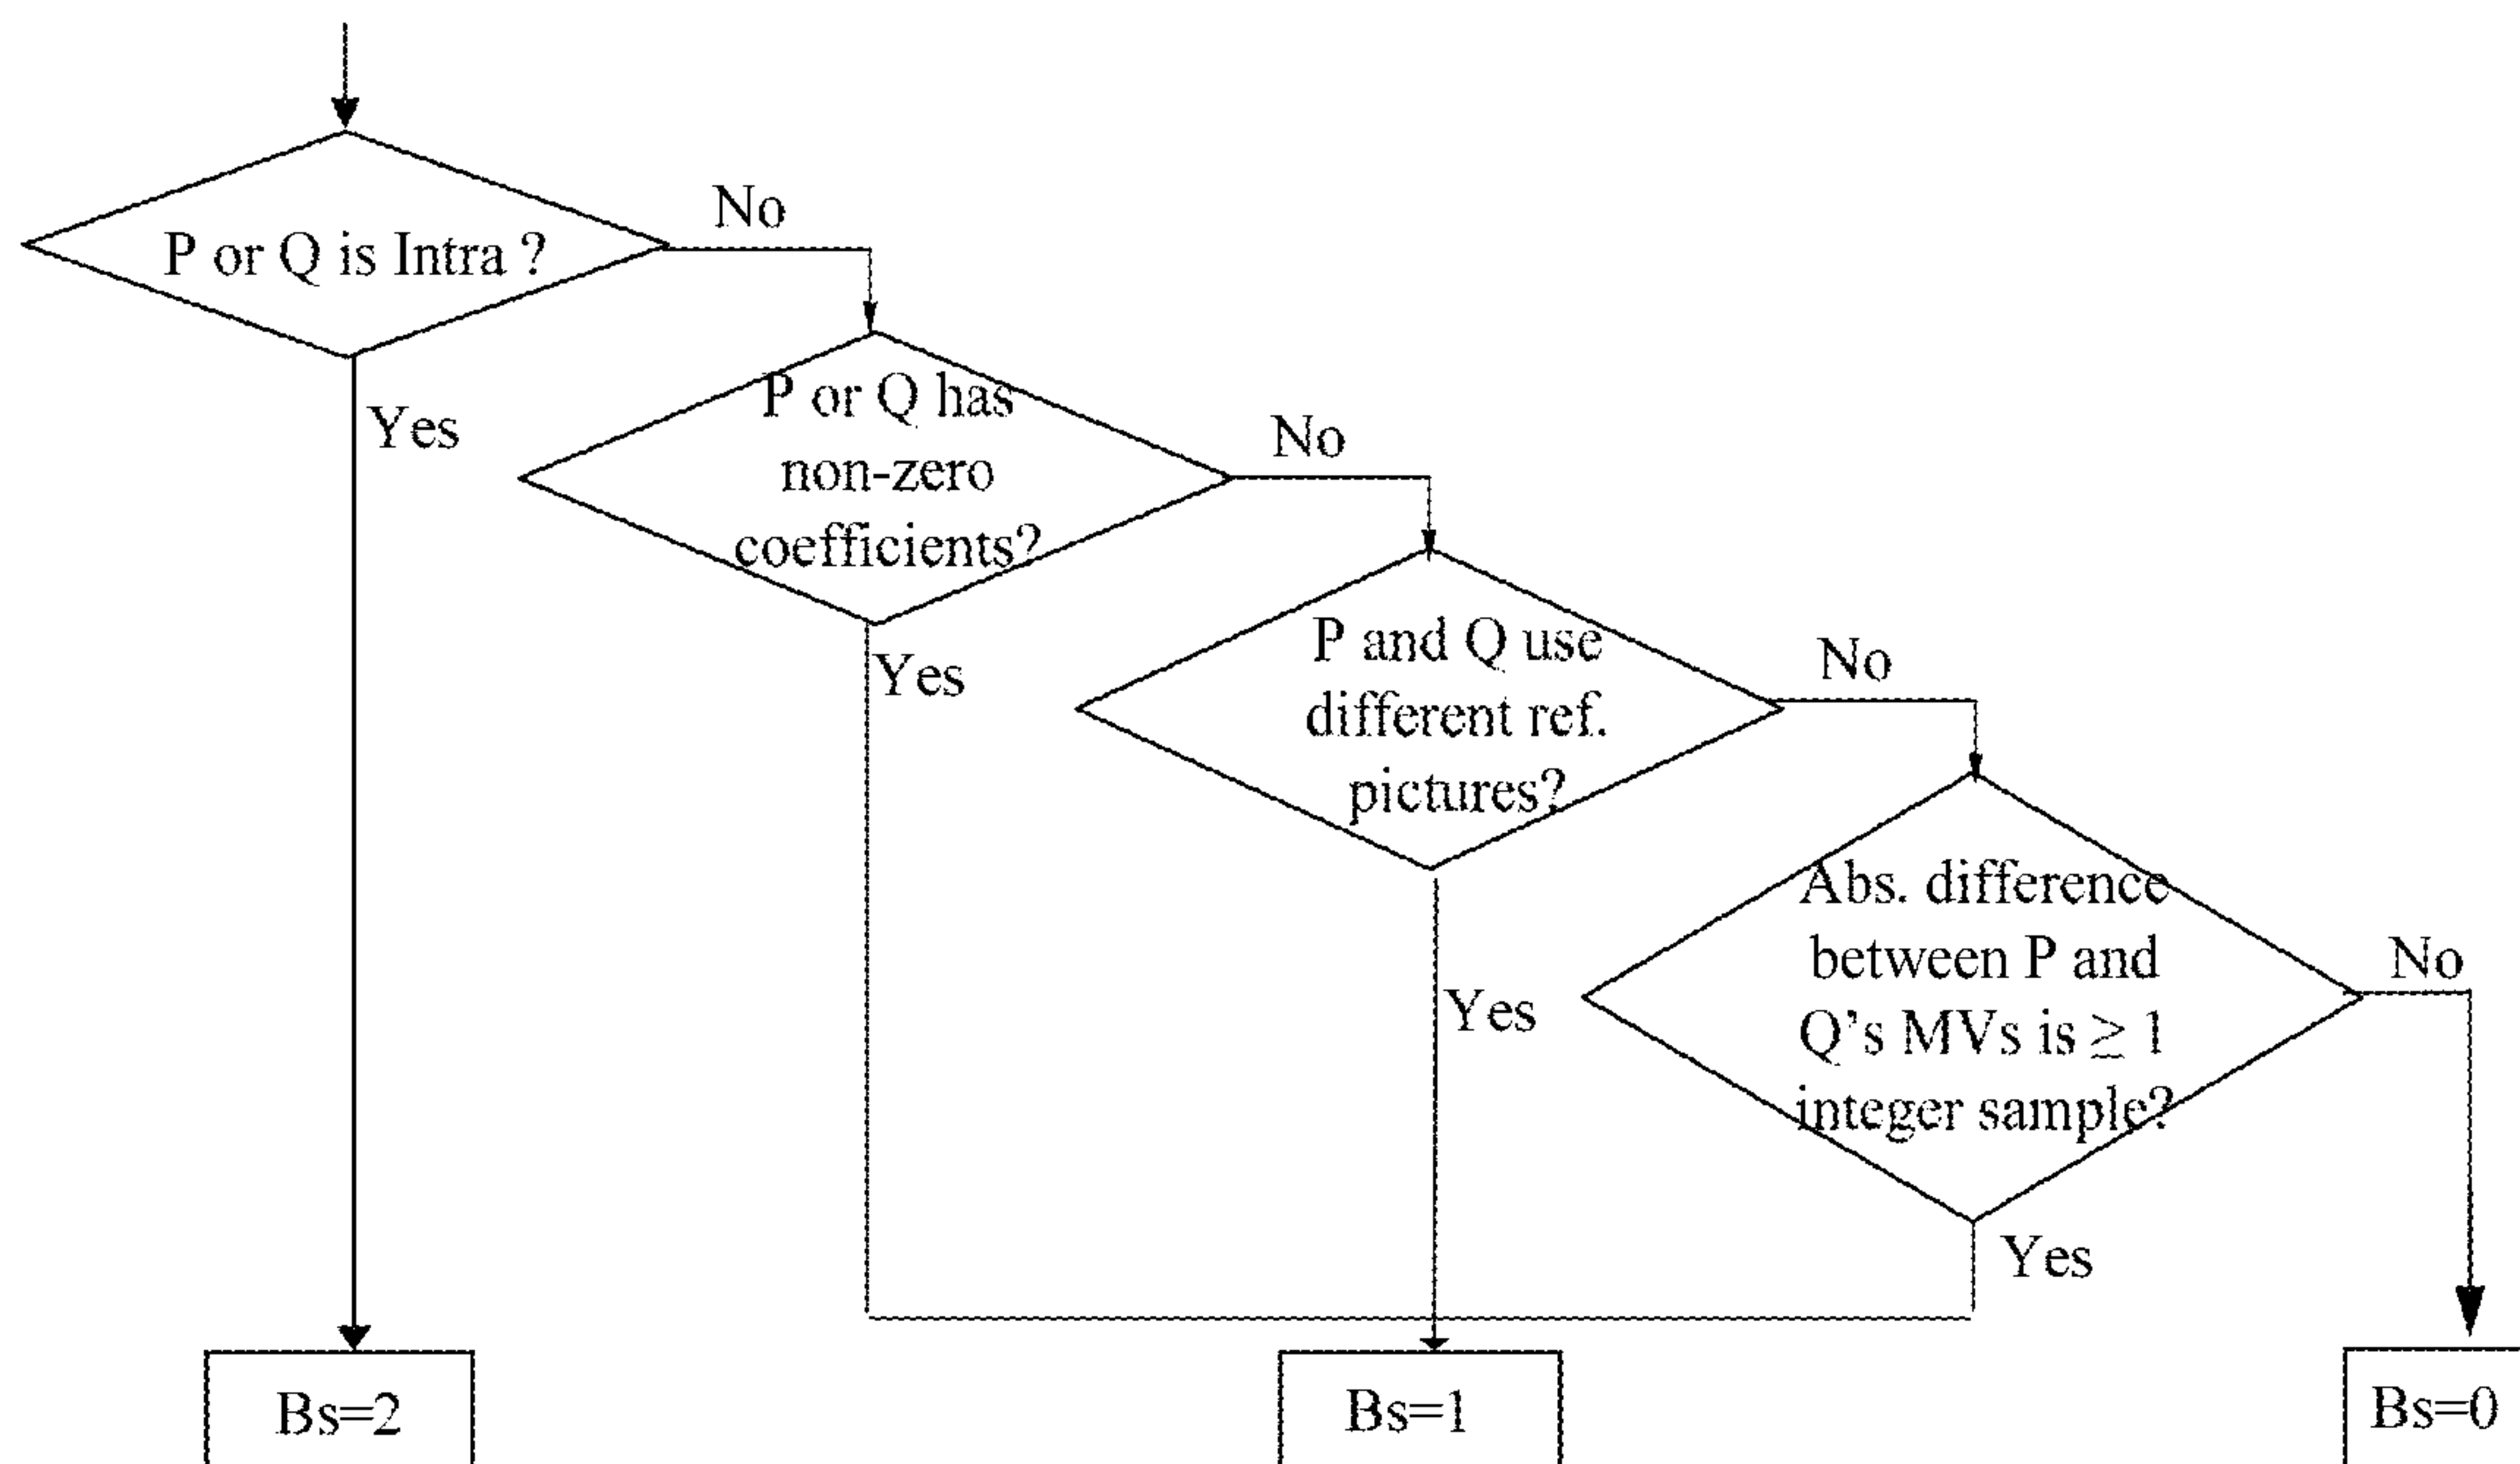 No
P or Q is Intra ?
Yes
P or Q has
non-zero
coefficients?
No
Yes
P and Q use
different ref.
pictures?
No
Yes
Abs. difference
between P and
Q's MVs is ≥ 1
integer sample?
No
Yes
Bs=2
Bs=1
Bs=0